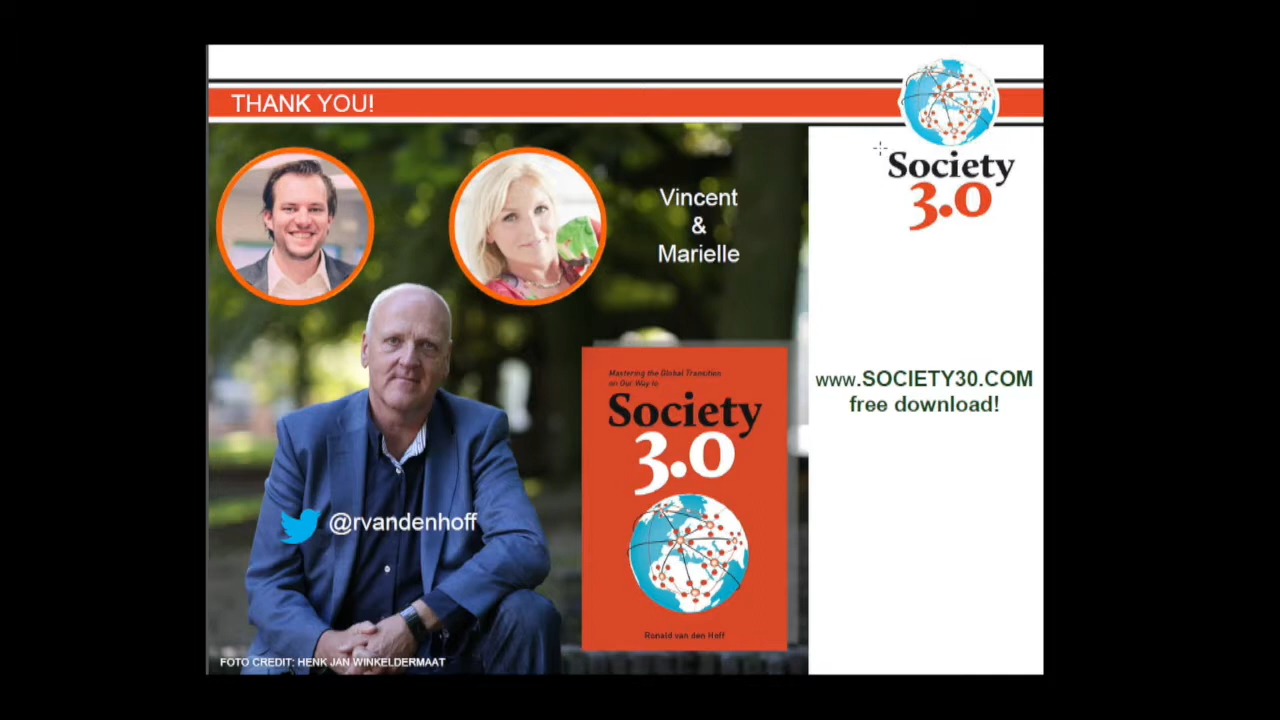 THANK YOU!
Society
3.0
Vincent
&
Marielle
Mastering the Global Transition
on Our Way to
Society
3.0
www.SOCIETY30.COM
free download!
@rvandenhoff
Ronald van den Hoff
FOTO CREDIT: HENK JAN WINKELDERMAAT